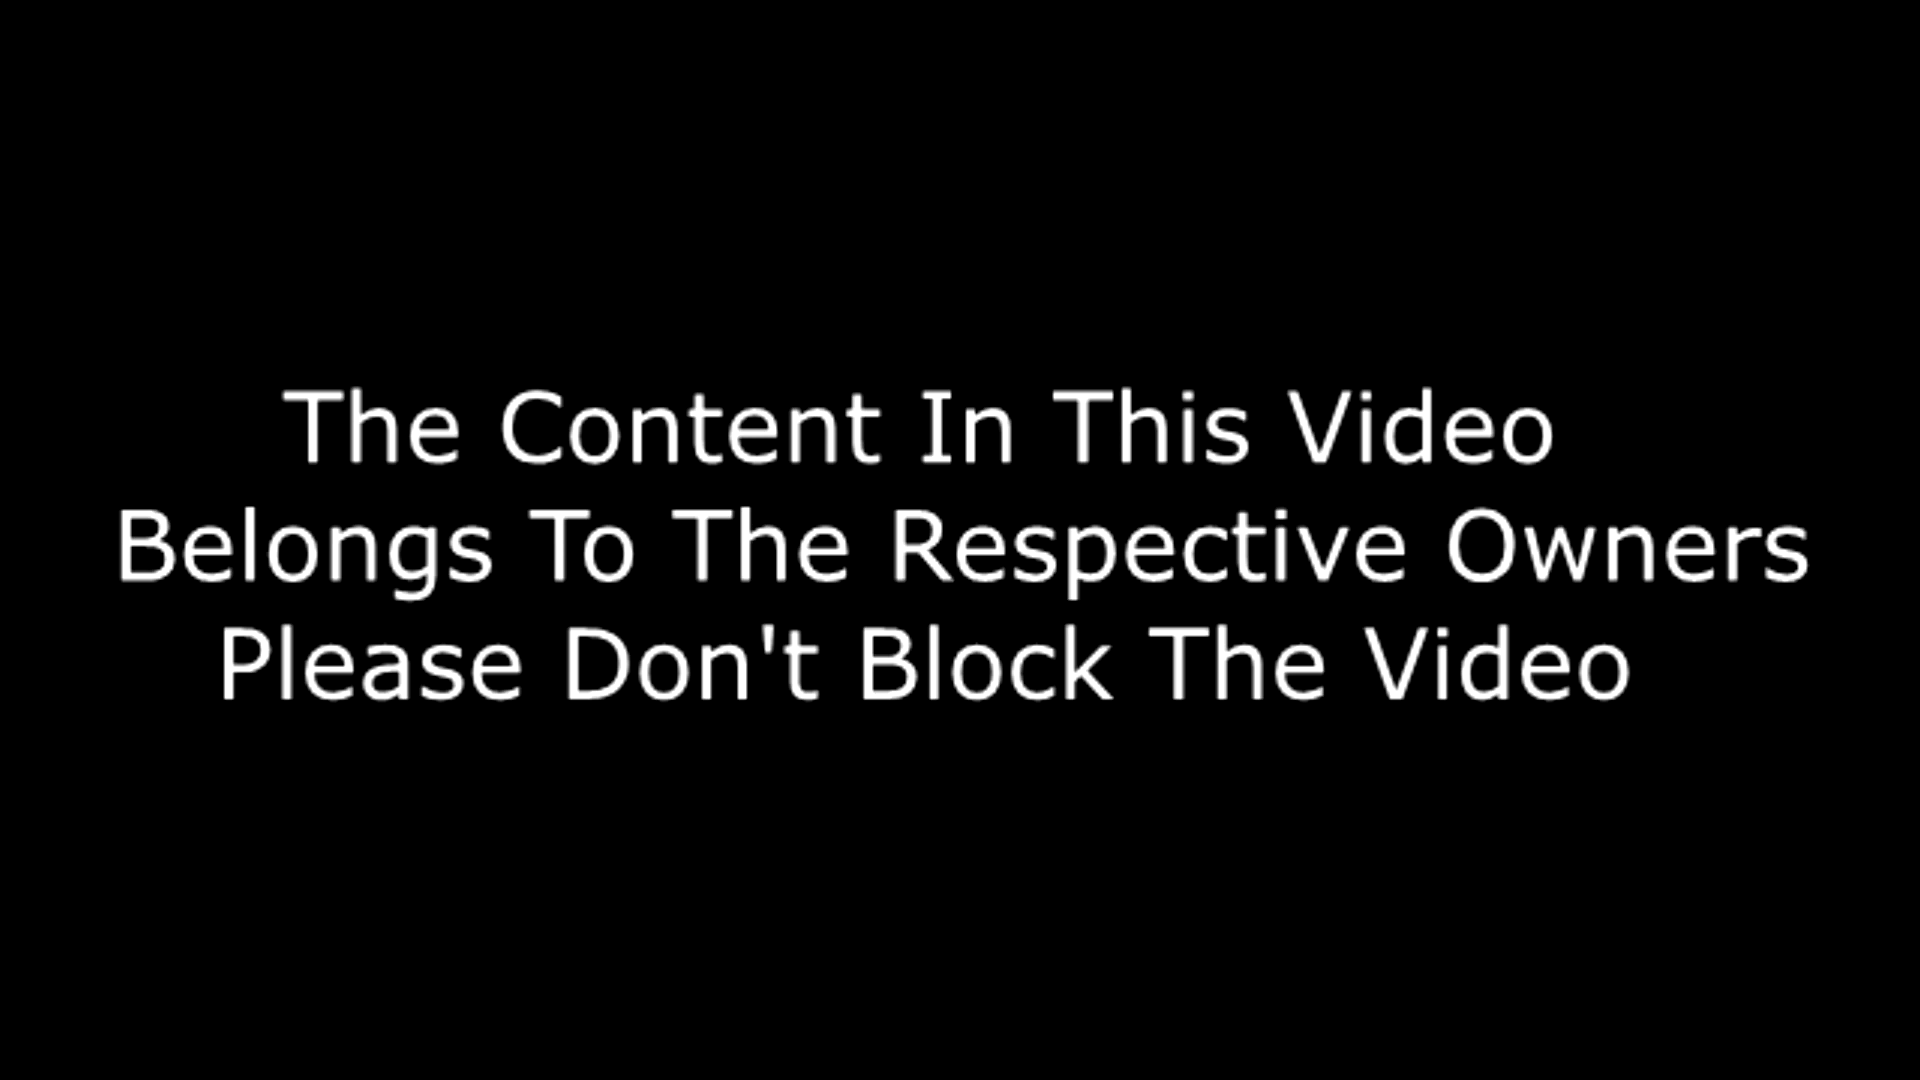 The Content In This Video
Belongs To The Respective Owners
Please Don't Block The Video